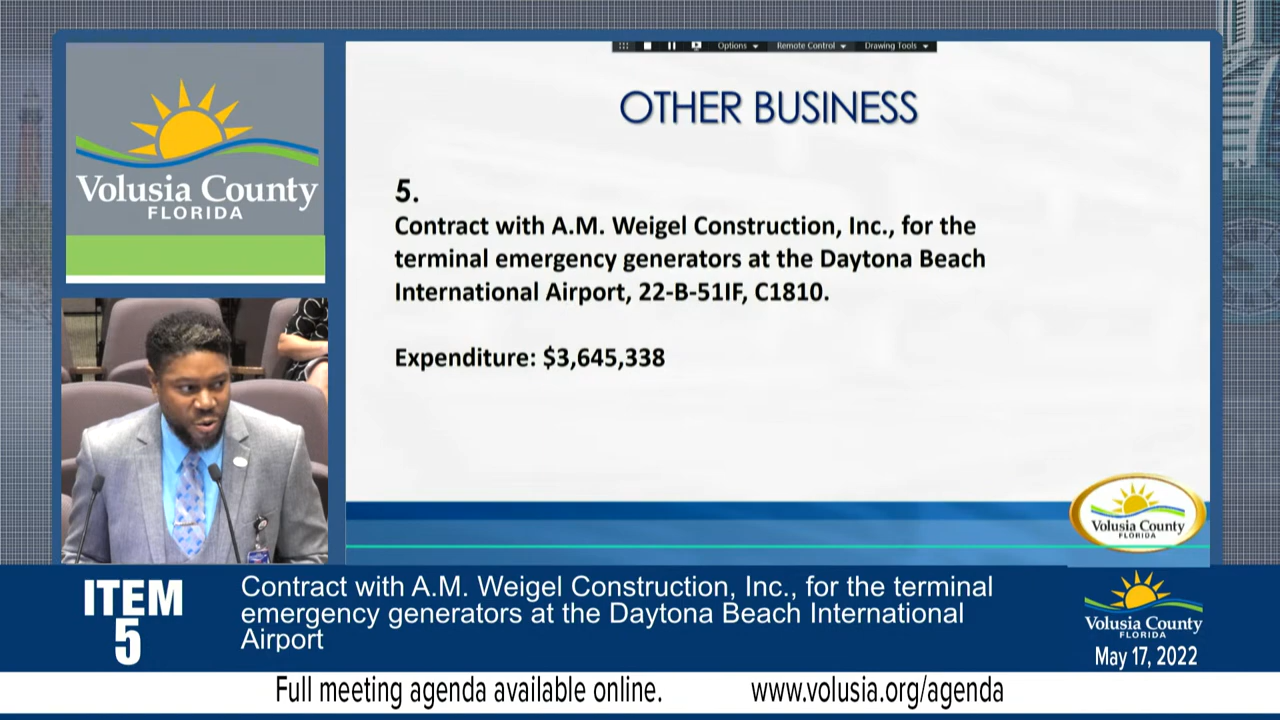 Options
Remote Control
Drawing Tools
Volusia County
FLORIDA
OTHER BUSINESS
5.
Contract with A.M. Weigel Construction, Inc., for the
terminal emergency generators at the Daytona Beach
International Airport, 22-B-51IF, C1810.
Expenditure: $3,645,338
Volusia County
FLORIDA
ITEM
5
Contract with A.M. Weigel Construction, Inc., for the terminal
emergency generators at the Daytona Beach International
Airport
Volusia County
FLORIDA
May 17, 2022
Full meeting agenda available online.
www.volusia.org/agenda